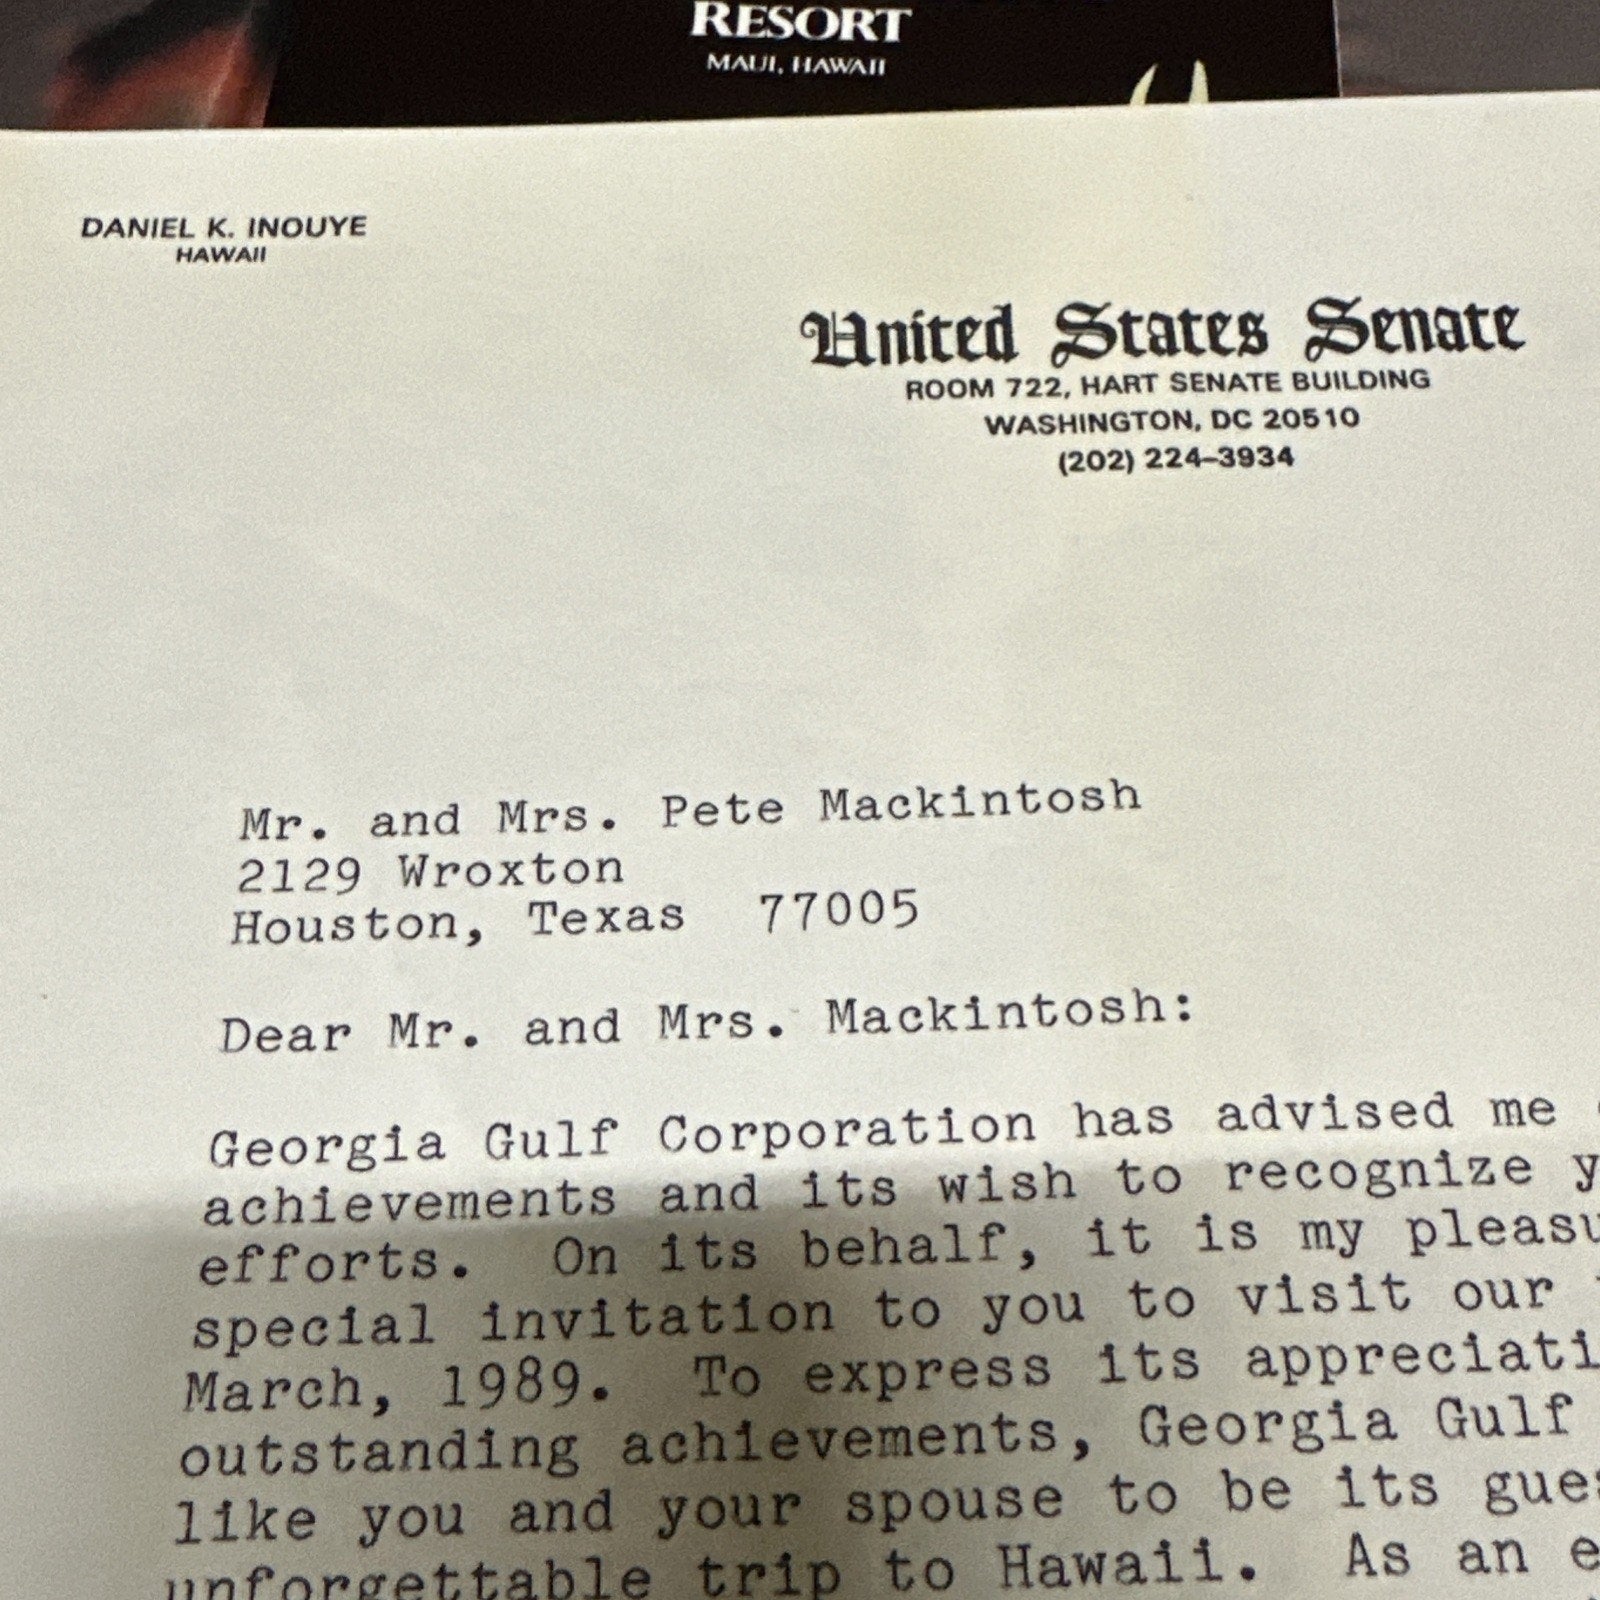 RESORT
MAUI, HAWAII
DANIEL K. INOUYE
HAWAII
United States Senate
ROOM 722, HART SENATE BUILDING
WASHINGTON, DC 20510
(202) 224–3934
Mr. and Mrs. Pete Mackintosh
2129 Wroxton
Houston, Texas  77005
Dear Mr. and Mrs. Mackintosh:
Georgia Gulf Corporation has advised me
achievements and its wish to recognize
efforts.  On its behalf, it is my
special invitation to you to visit our
March, 1989.  To express its
outstanding achievements, Georgia Gulf
like you and your spouse to be its
unforgettable trip to Hawaii.  As an